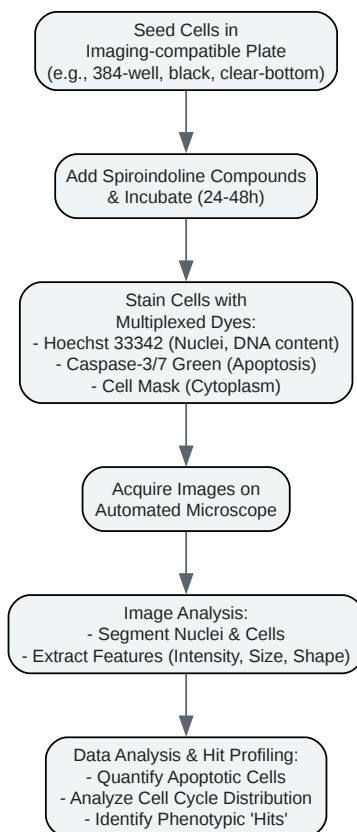 Seed Cells in
Imaging-compatible Plate
(e.g., 384-well, black, clear-bottom)
Add Spiroindoline Compounds
& Incubate (24-48h)
Stain Cells with
Multiplexed Dyes:
- Hoechst 33342 (Nuclei, DNA content)
- Caspase-3/7 Green (Apoptosis)
- Cell Mask (Cytoplasm)
Acquire Images on
Automated Microscope
Image Analysis:
- Segment Nuclei & Cells
- Extract Features (Intensity, Size, Shape)
Data Analysis & Hit Profiling:
- Quantify Apoptotic Cells
- Analyze Cell Cycle Distribution
- Identify Phenotypic 'Hits'